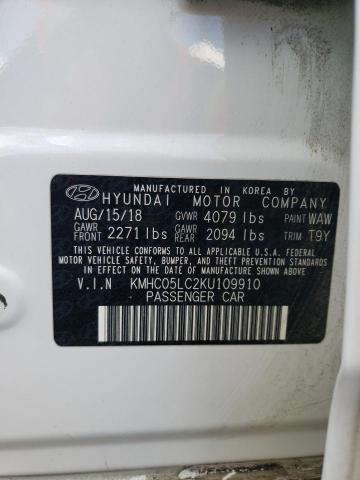 MANUFACTURED IN KOREA BY
HYUNDAI MOTOR COMPANY
AUG/15/18 GVWR 4079 lbs PAINT WAW
GAWR FRONT 2271 lbs GAWR REAR 2094 lbs TRIM T9Y
THIS VEHICLE CONFORMS TO ALL APPLICABLE U.S. FEDERAL
MOTOR VEHICLE SAFETY, BUMPER, AND THEFT PREVENTION
STANDARDS IN EFFECT ON THE DATE OF MANUFACTURE SHOWN ABOVE.
V.I.N KMHC05LC2KU109910
PASSENGER CAR